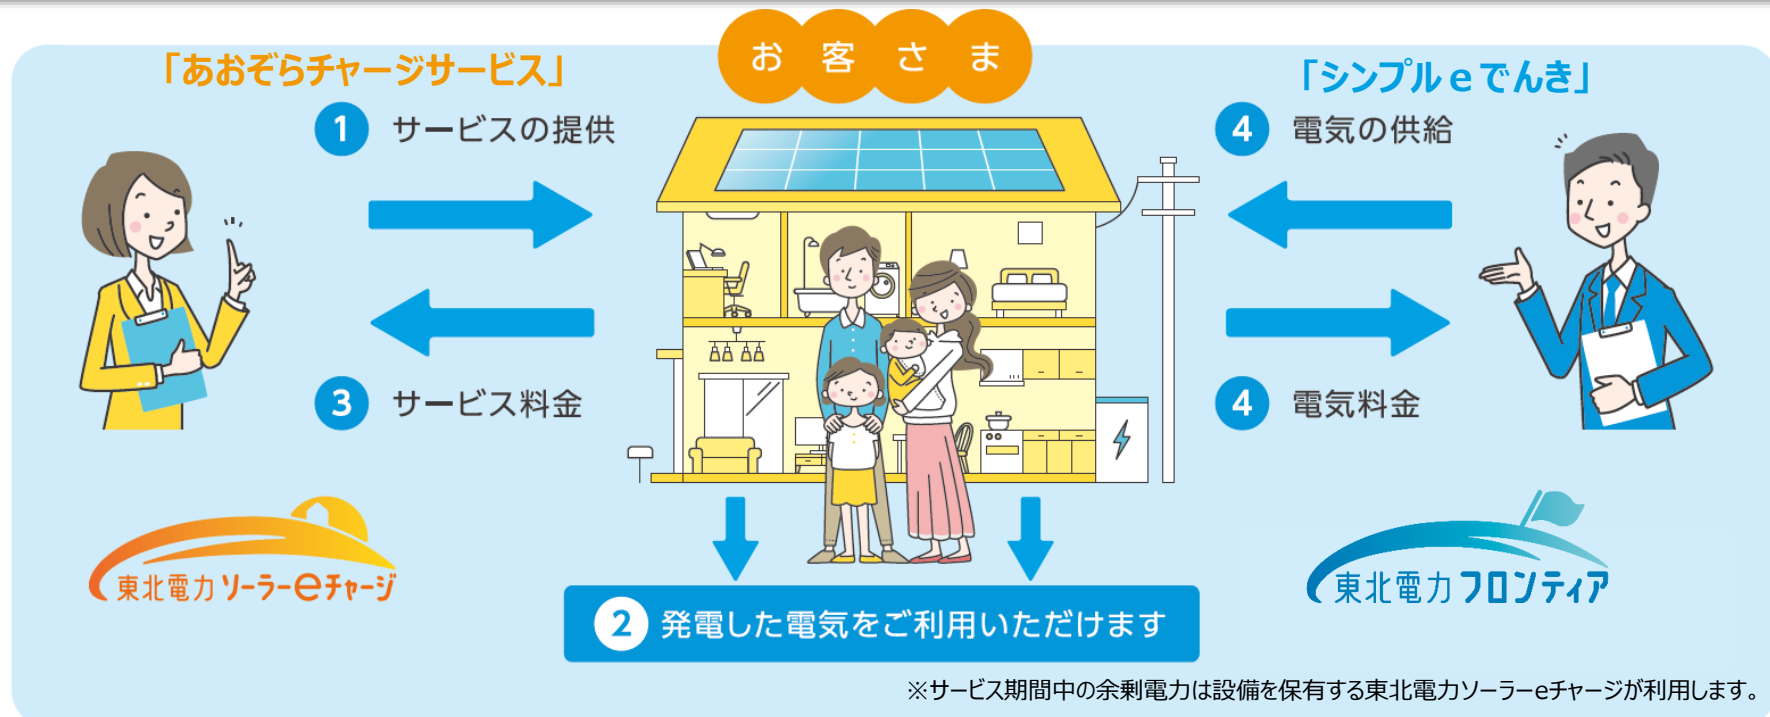 お客さま
「あおぞらチャージサービス」
1 サービスの提供
3 サービス料金
東北電力 ソーラーeチャージ
「シンプルeでんき」
4 電気の供給
4 電気料金
東北電力 フロンティア
2 発電した電気をご利用いただけます
※サービス期間中の余剰電力は設備を保有する東北電力ソーラーeチャージが利用します。